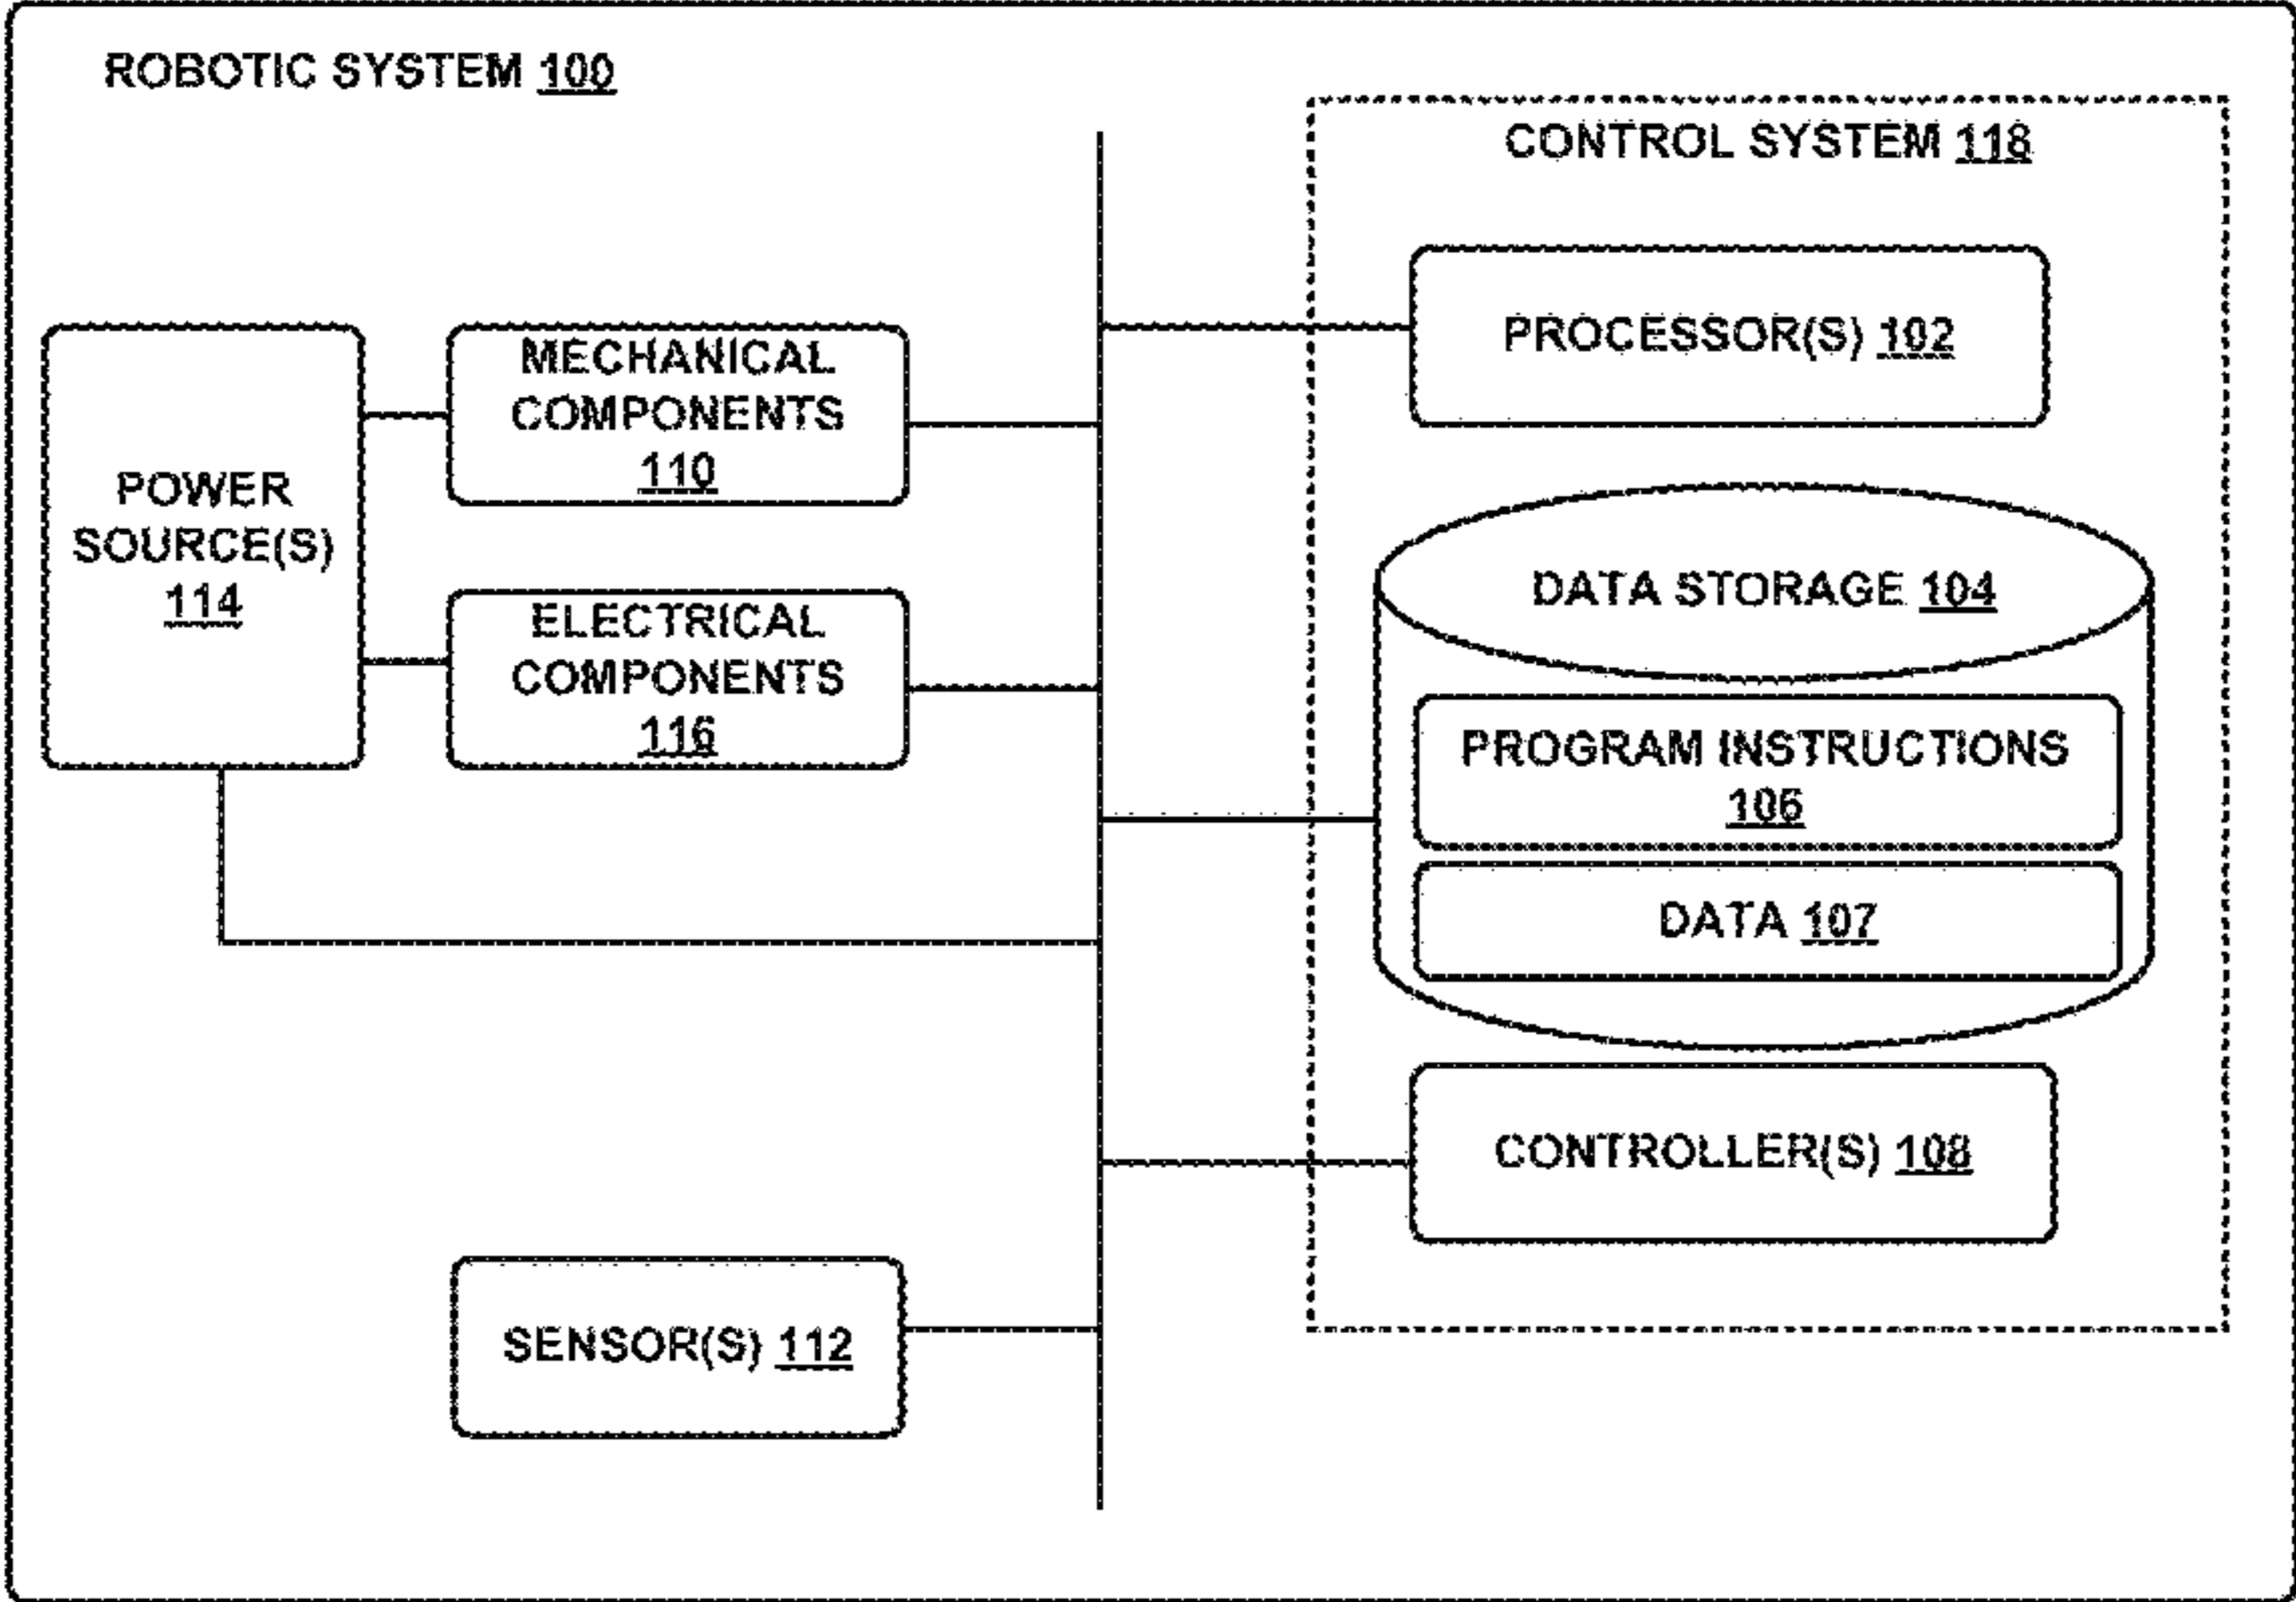 ROBOTIC SYSTEM 100
CONTROL SYSTEM 118
PROCESSOR(S) 102
MECHANICAL
COMPONENTS
110
POWER
SOURCE(S)
114
ELECTRICAL
COMPONENTS
116
DATA STORAGE 104
PROGRAM INSTRUCTIONS
106
DATA 107
CONTROLLER(S) 108
SENSOR(S) 112